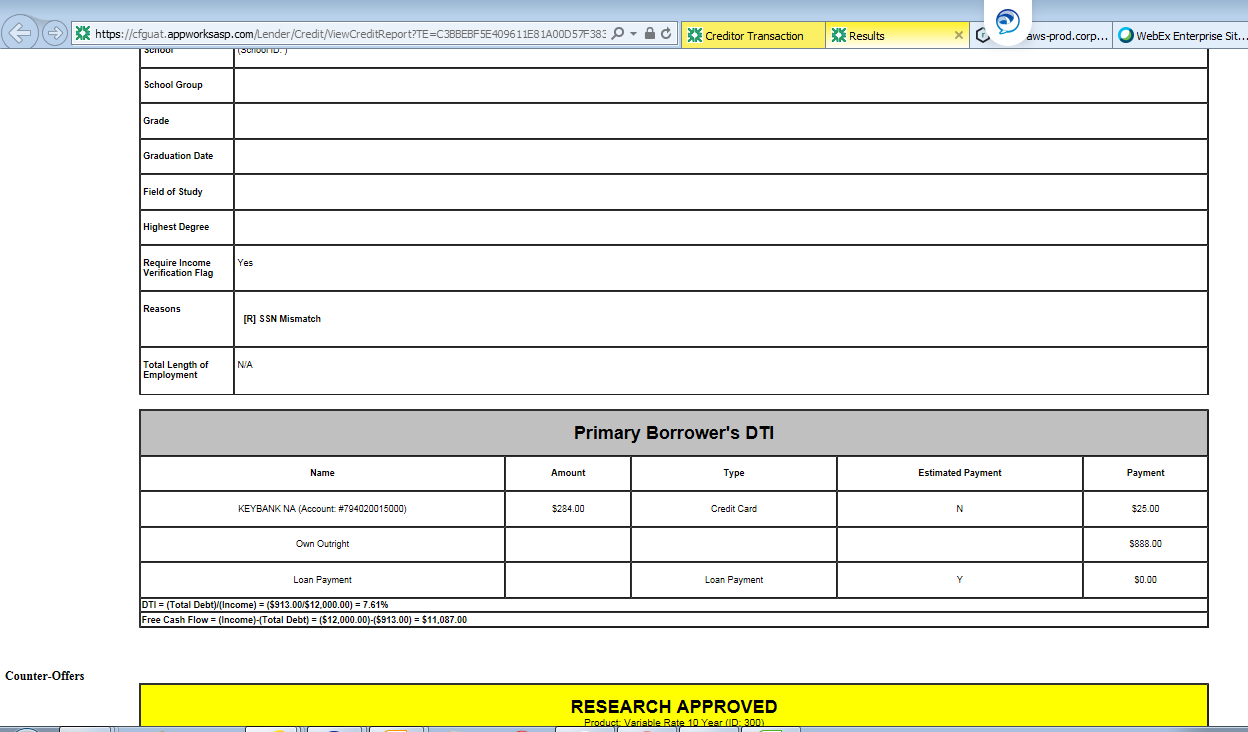 https://cfguat.appworksasp.com/Lender/Credit/ViewCreditReport?TE=C3BBEBF5E409611E81A00D57F383
Creditor Transaction
Results
aws-prod.corp...
WebEx Enterprise Sit...
School
(School ID: )
School Group
Grade
Graduation Date
Field of Study
Highest Degree
Require Income
Verification Flag
Yes
Reasons
[R] SSN Mismatch
Total Length of
Employment
N/A
Primary Borrower's DTI
Name Amount Type Estimated Payment Payment
KEYBANK NA (Account: #794020015000) $284.00 Credit Card N $25.00
Own Outright $888.00
Loan Payment Loan Payment Y $0.00
DTI = (Total Debt)/(Income) = ($913.00/$12,000.00) = 7.61%
Free Cash Flow = (Income)-(Total Debt) = ($12,000.00)-($913.00) = $11,087.00
Counter-Offers
RESEARCH APPROVED
Product: Variable Rate 10 Year (ID: 300)